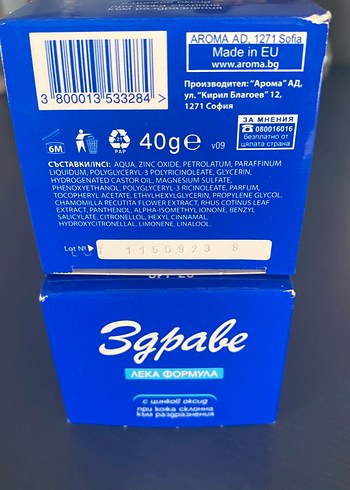 AROMA AD, 1271 Sofia
Made in EU
www.aroma.bg
3 800013 533284 >
Производител: "Арома" АД,
ул. "Кирил Благоев" 12,
1271 София
6M
PAP
40g e
v09
ЗА МНЕНИЯ
080016016
безплатно от
цялата страна
СЪСТАВКИ/INCI: AQUA, ZINC OXIDE, PETROLATUM, PARAFFINUM
LIQUIDUM, POLYGLYCERYL-3 POLYRICINOLEATE, GLYCERIN,
HYDROGENATED CASTOR OIL, MAGNESIUM SULFATE,
PHENOXYETHANOL, POLYGLYCERYL-3 RICINOLEATE, PARFUM,
TOCOPHERYL ACETATE, ETHYLHEXYLGLYCERIN, PROPYLENE GLYCOL,
CHAMOMILLA RECUTITA FLOWER EXTRACT, RHUS COTINUS LEAF
EXTRACT, PANTHENOL, ALPHA-ISOMETHYL IONONE, BENZYL
SALICYLATE, CITRONELLOL, HEXYL CINNAMAL,
HYDROXYCITRONELLAL, LIMONENE, LINALOOL
Lot №
1150923 8
Здраве
ЛЕКА ФОРМУЛА
с цинков оксид
при кожа склонна
към раздразнения